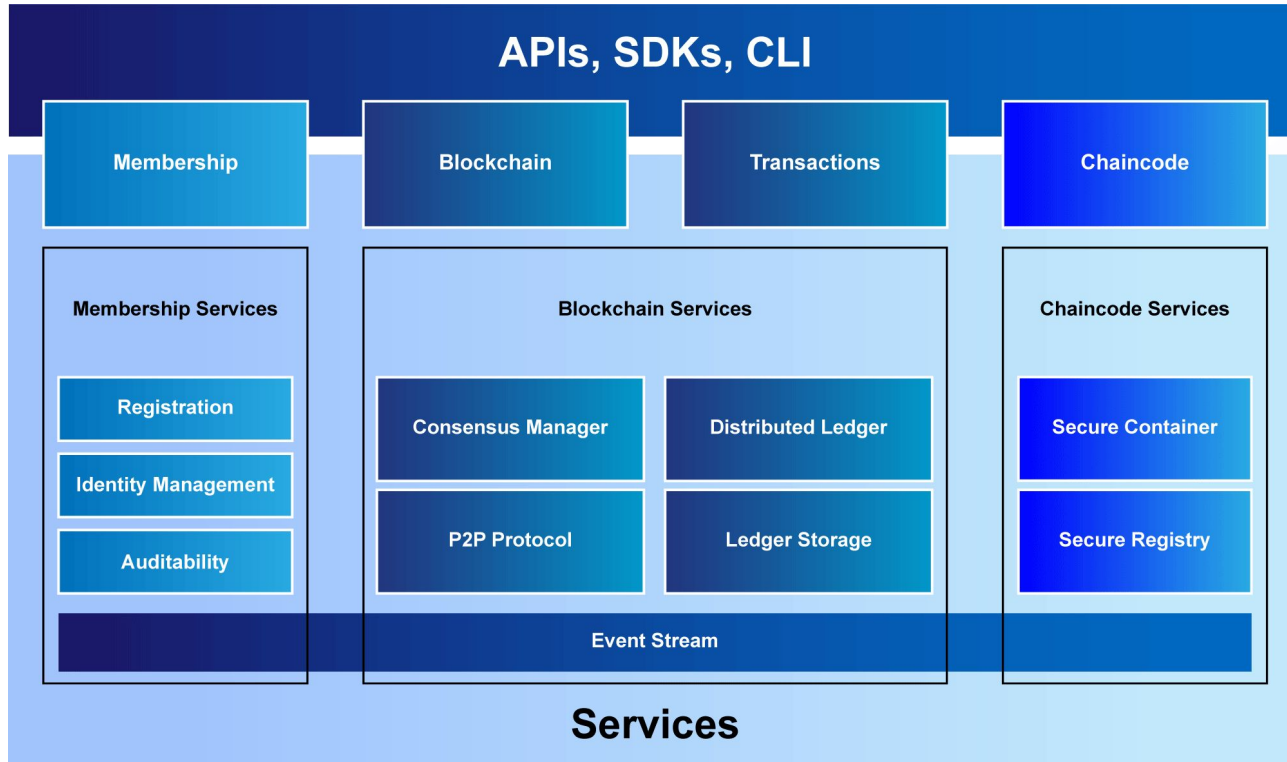 APIs, SDKs, CLI
Membership
Blockchain
Transactions
Chaincode
Membership Services
Registration
Identity Management
Auditability
Blockchain Services
Consensus Manager
Distributed Ledger
P2P Protocol
Ledger Storage
Chaincode Services
Secure Container
Secure Registry
Event Stream
Services